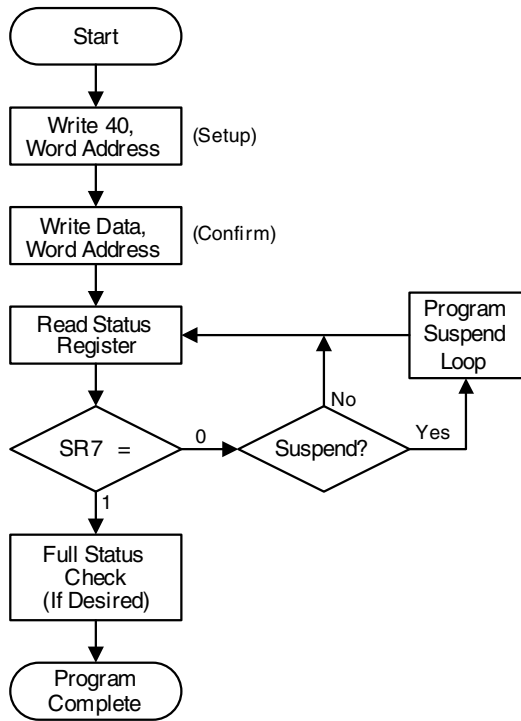 Start
Write 40,
Word Address
(Setup)
Write Data,
Word Address
(Confirm)
Read Status
Register
Program
Suspend
Loop
No
SR7 =
0
Suspend?
Yes
1
Full Status
Check
(If Desired)
Program
Complete